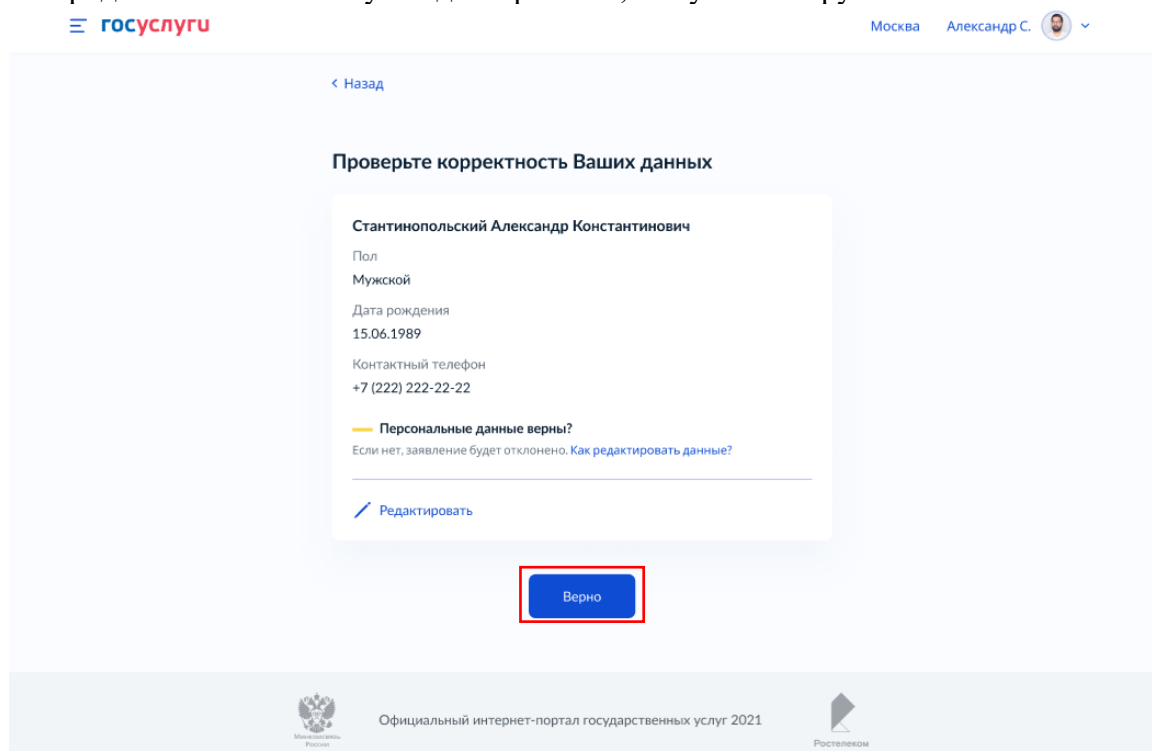 госуслуги
Москва Александр С.
Назад
Проверьте корректность Ваших данных
Стантинопольский Александр Константинович
Пол
Мужской
Дата рождения
15.06.1989
Контактный телефон
+7 (222) 222-22-22
Персональные данные верны?
Если нет, заявление будет отклонено. Как редактировать данные?
Редактировать
Верно
Официальный интернет-портал государственных услуг 2021
Минкомсвязь
России
Ростелеком